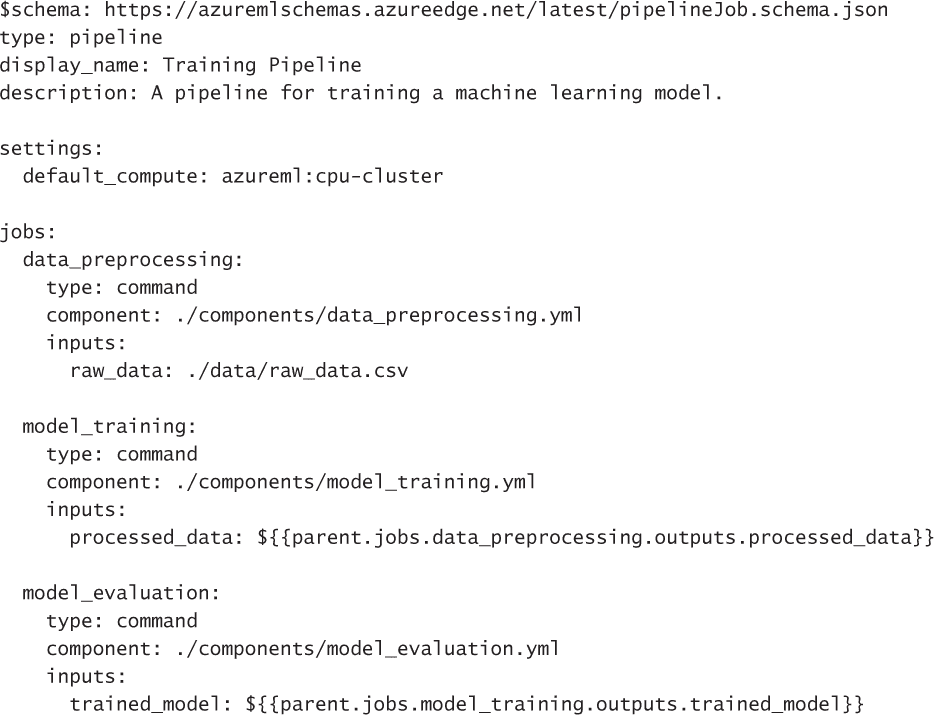 $schema: https://azuremlschemas.azureedge.net/latest/pipelineJob.schema.json
type: pipeline
display_name: Training Pipeline
description: A pipeline for training a machine learning model.

settings:
  default_compute: azureml:cpu-cluster

jobs:
  data_preprocessing:
    type: command
    component: ./components/data_preprocessing.yml
    inputs:
      raw_data: ./data/raw_data.csv

  model_training:
    type: command
    component: ./components/model_training.yml
    inputs:
      processed_data: ${{parent.jobs.data_preprocessing.outputs.processed_data}}

  model_evaluation:
    type: command
    component: ./components/model_evaluation.yml
    inputs:
      trained_model: ${{parent.jobs.model_training.outputs.trained_model}}